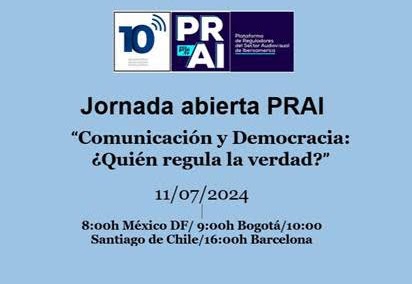 10
PR
AI
Plataforma
de Reguladores
del Sector Audiovisual
de Iberoamérica
Jornada abierta PRAI
“Comunicación y Democracia:
¿Quién regula la verdad?”
11/07/2024
8:00h México DF/ 9:00h Bogotá/10:00
Santiago de Chile/16:00h Barcelona